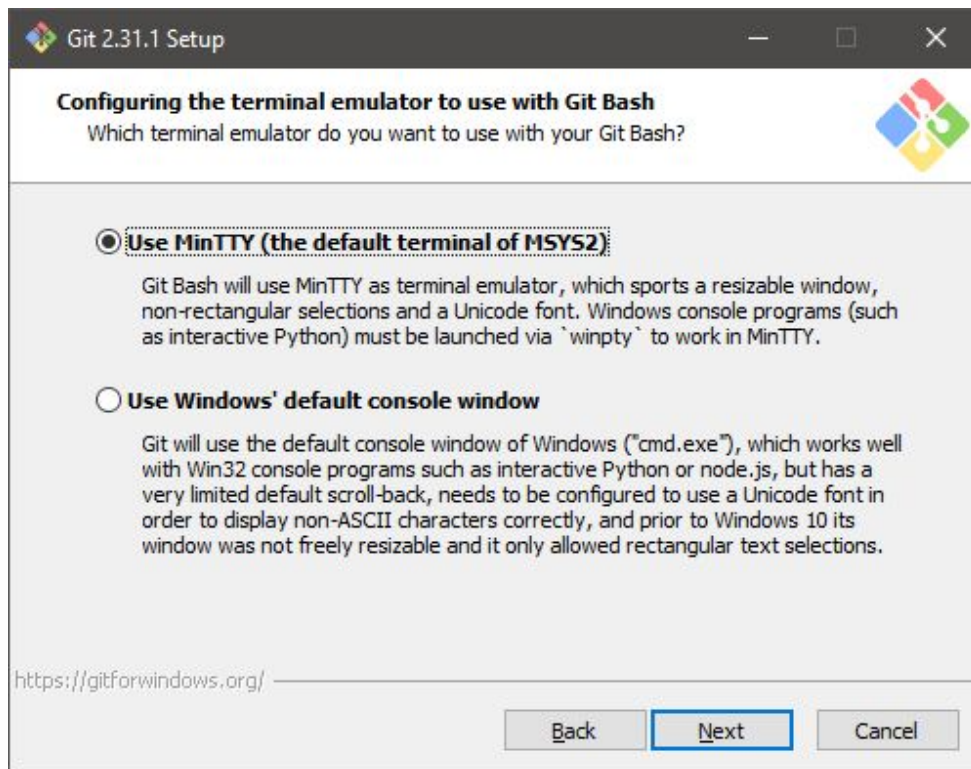 Git 2.31.1 Setup
Configuring the terminal emulator to use with Git Bash
Which terminal emulator do you want to use with your Git Bash?
Use MinTTY (the default terminal of MSYS2)
Git Bash will use MinTTY as terminal emulator, which sports a resizable window,
non-rectangular selections and a Unicode font. Windows console programs (such
as interactive Python) must be launched via `winpty` to work in MinTTY.
Use Windows' default console window
Git will use the default console window of Windows ("cmd.exe"), which works well
with Win32 console programs such as interactive Python or node.js, but has a
very limited default scroll-back, needs to be configured to use a Unicode font in
order to display non-ASCII characters correctly, and prior to Windows 10 its
window was not freely resizable and it only allowed rectangular text selections.
https://gitforwindows.org/
Back Next Cancel